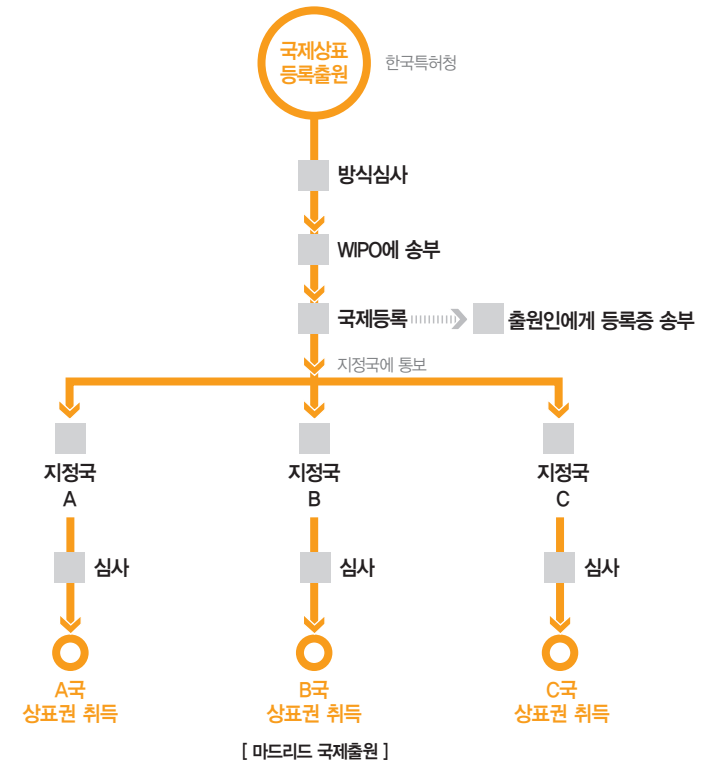 국제상표
등록출원
한국특허청
방식심사
WIPO에 송부
국제등록
출원인에게 등록증 송부
지정국에 통보
지정국
A
지정국
B
지정국
C
심사
심사
심사
A국
상표권 취득
B국
상표권 취득
C국
상표권 취득
[ 마드리드 국제출원 ]